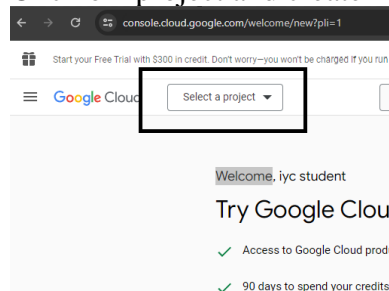 console.cloud.google.com/welcome/new?pli=1
Start your Free Trial with $300 in credit. Don't worry—you won't be charged if you run
Google Cloud Select a project
Welcome, iyc student
Try Google Clou
Access to Google Cloud prod
90 days to spend your credits